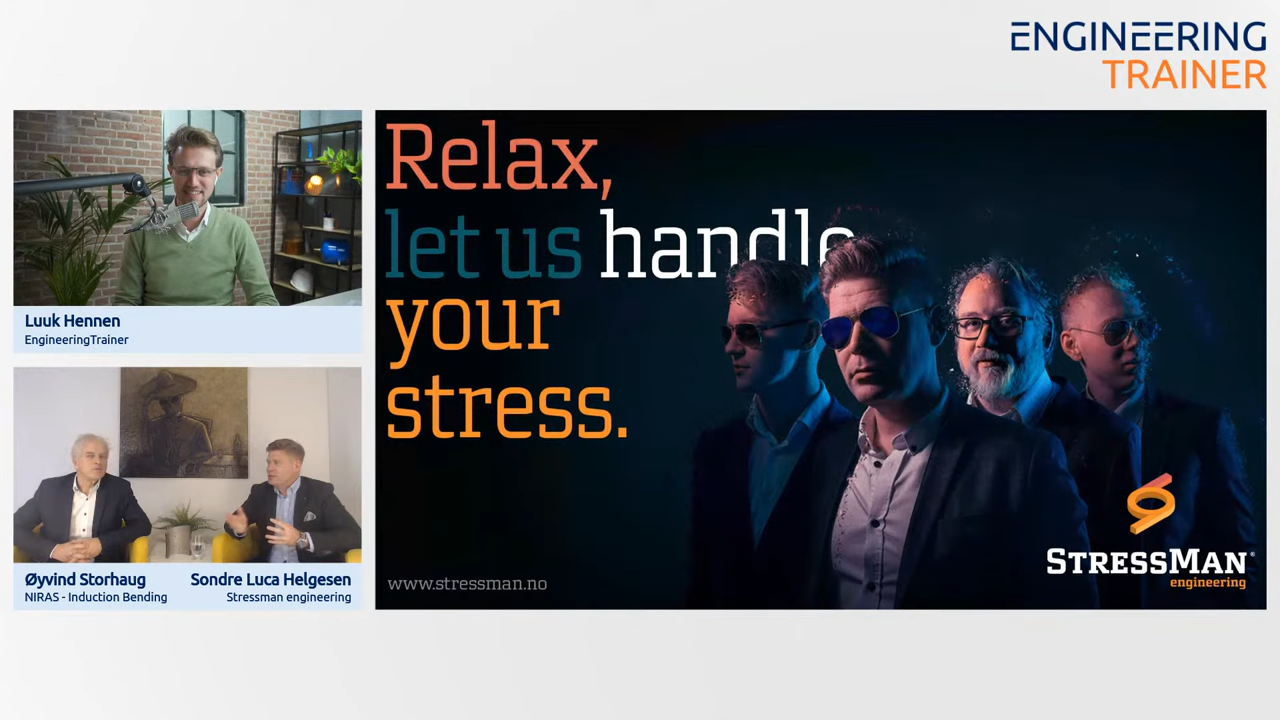 ENGINEERING
TRAINER
Luuk Hennen
EngineeringTrainer
Øyvind Storhaug
NIRAS - Induction Bending
Sondre Luca Helgesen
Stressman engineering
Relax,
let us handle
your
stress.
www.stressman.no
STRESSMAN®
engineering